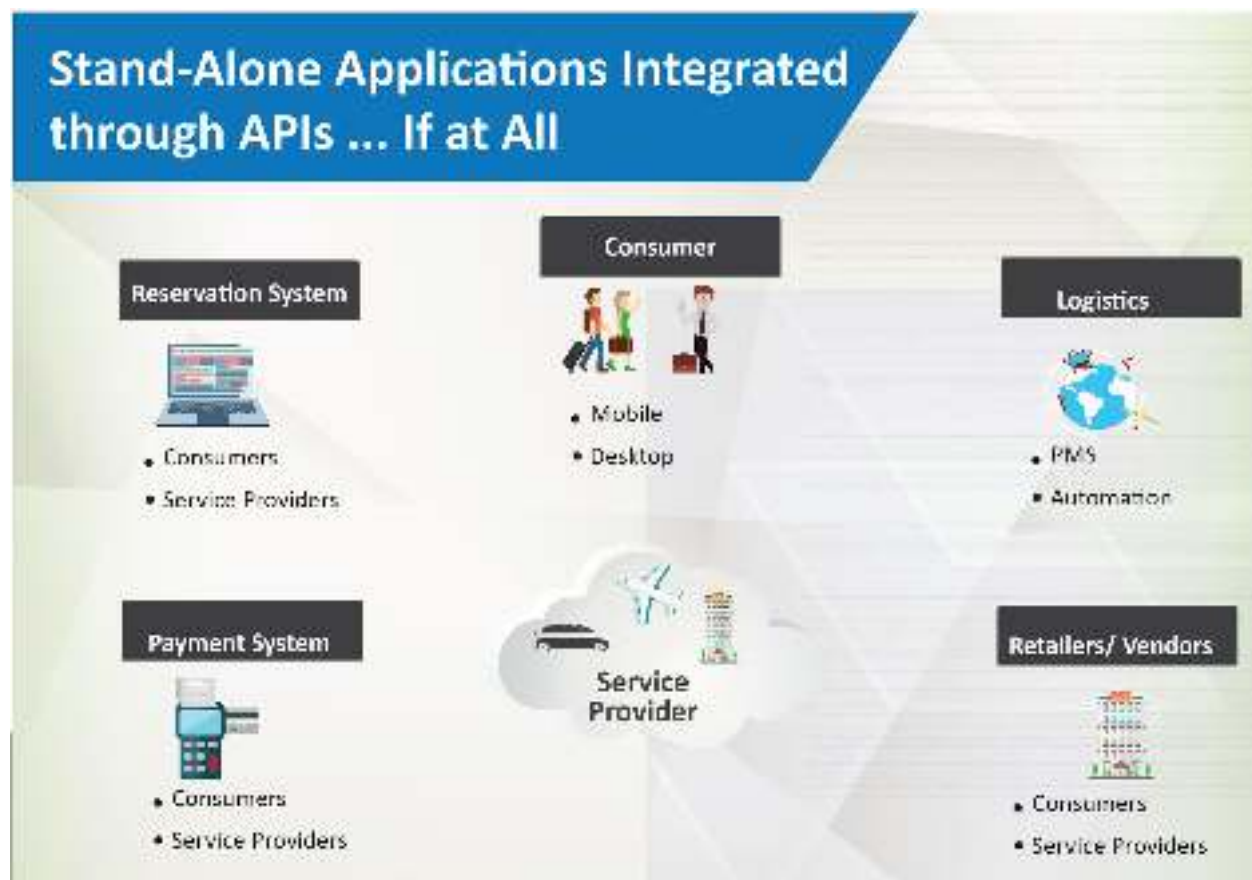 Stand-Alone Applications Integrated
through APIs ... If at All
Consumer
• Mobile
• Desktop
Reservation System
• Consumers
• Service Providers
Logistics
• PMS
• Automation
Service
Provider
Payment System
• Consumers
• Service Providers
Retailers/ Vendors
• Consumers
• Service Providers